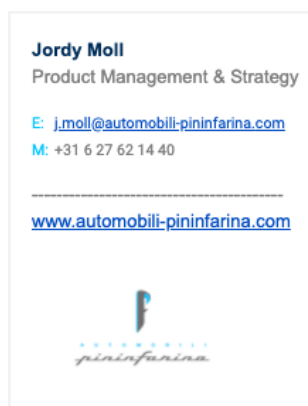 Jordy Moll
Product Management & Strategy
E: j.moll@automobili-pininfarina.com
M: +31 6 27 62 14 40
----------------------------------------
www.automobili-pininfarina.com
AUTOMOBILI
pininfarina